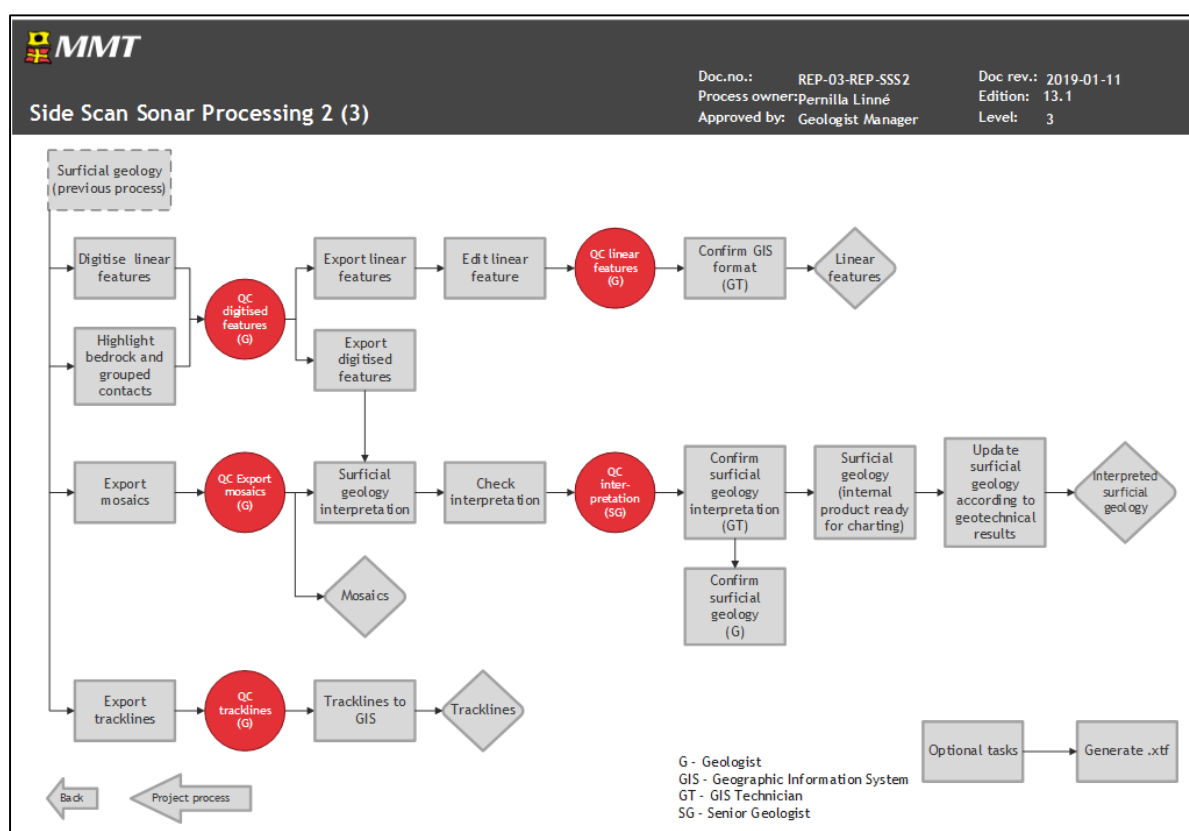 MMT
Side Scan Sonar Processing 2 (3)
Doc.no.: REP-03-REP-SSS2
Process owner:Pernilla Linné
Approved by: Geologist Manager
Doc rev.: 2019-01-11
Edition: 13.1
Level: 3
Surficial geology
(previous process)
Digitise linear
features
QC
digitised
features
(G)
Export linear
features
Edit linear
feature
QC linear
features
(G)
Confirm GIS
format
(GT)
Linear
features
Highlight
bedrock and
grouped
contacts
Export
digitised
features
Export
mosaics
QC Export
mosaics
(G)
Surficial
geology
interpretation
Check
interpretation
QC
inter-
pretation
(SG)
Confirm
surficial
geology
interpretation
(GT)
Surficial
geology
(internal
product ready
for charting)
Update
surficial
geology
according to
geotechnical
results
Interpreted
surficial
geology
Mosaics
Confirm
surficial
geology
(G)
Export
tracklines
QC
tracklines
(G)
Tracklines to
GIS
Tracklines
Optional tasks
Generate .xtf
G - Geologist
GIS - Geographic Information System
GT - GIS Technician
SG - Senior Geologist
Back
Project process